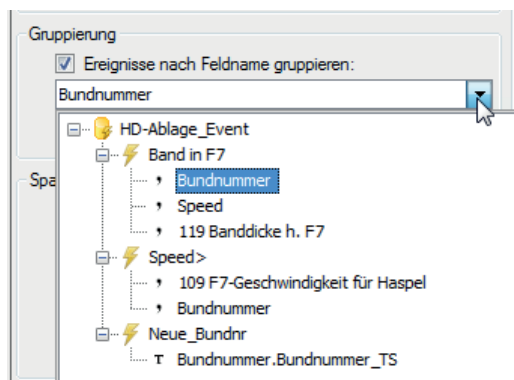 Gruppierung
Ereignisse nach Feldname gruppieren:
Bundnummer
HD-Ablage_Event
Band in F7
Bundnummer
Spa
Speed
119 Banddicke h. F7
Speed>
109 F7-Geschwindigkeit für Haspel
Bundnummer
Neue_Bundnr
T Bundnummer.Bundnummer_TS